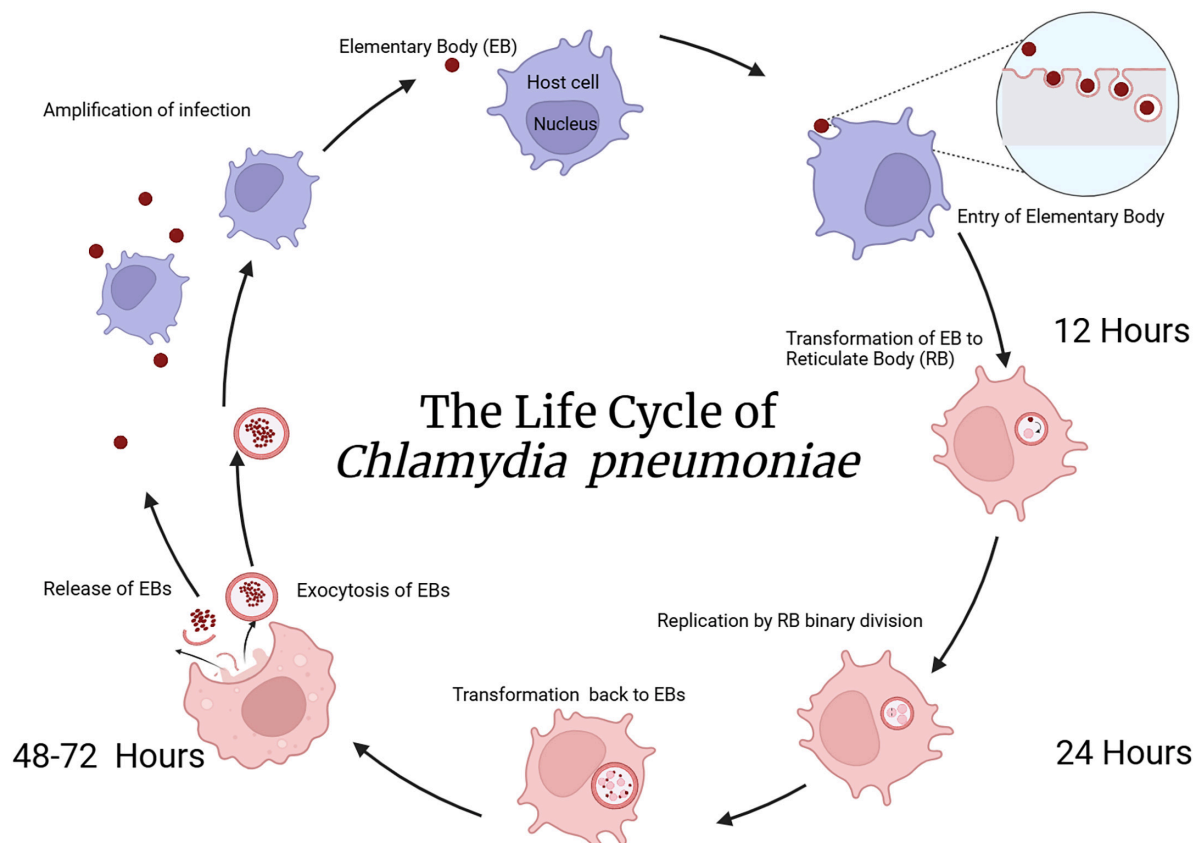 Elementary Body (EB)
Host cell
Nucleus
Amplification of infection
Entry of Elementary Body
12 Hours
Transformation of EB to
Reticulate Body (RB)
The Life Cycle of
Chlamydia pneumoniae
Release of EBs
Exocytosis of EBs
Replication by RB binary division
Transformation back to EBs
48-72 Hours
24 Hours